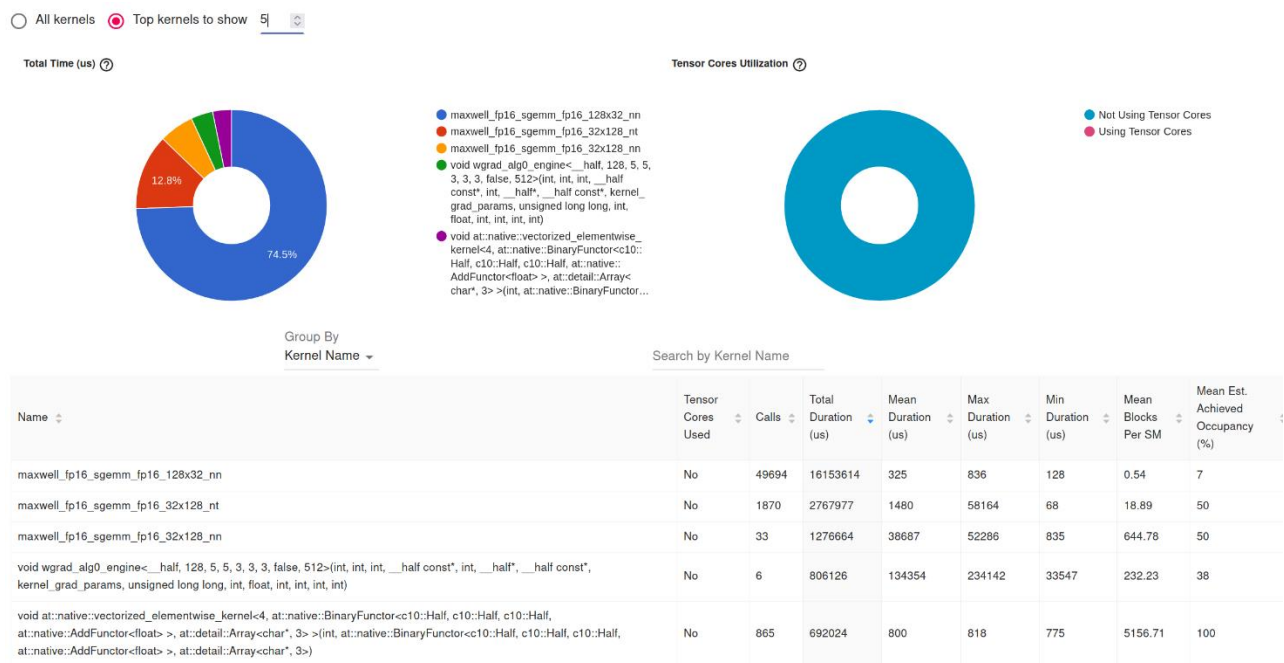 All kernels Top kernels to show 5
Total Time (us) ?
Tensor Cores Utilization ?
12.8%
74.5%
maxwell_fp16_sgemm_fp16_128x32_nn
maxwell_fp16_sgemm_fp16_32x128_nt
maxwell_fp16_sgemm_fp16_32x128_nn
void wgrad_alg0_engine<__half, 128, 5, 5,
3, 3, 3, false, 512>(int, int, int, __half
const*, int, __half*, __half const*, kernel_
grad_params, unsigned long long, int,
float, int, int, int, int)
void at::native::vectorized_elementwise_
kernel<4, at::native::BinaryFunctor<c10::
Half, c10::Half, c10::Half, at::native::
AddFunctor<float> >, at::detail::Array<
char*, 3> >(int, at::native::BinaryFunctor...
Not Using Tensor Cores
Using Tensor Cores
Group By
Kernel Name
Search by Kernel Name
Name
Tensor
Cores
Used
Calls
Total
Duration
(us)
Mean
Duration
(us)
Max
Duration
(us)
Min
Duration
(us)
Mean
Blocks
Per SM
Mean Est.
Achieved
Occupancy
(%)
maxwell_fp16_sgemm_fp16_128x32_nn No 49694 16153614 325 836 128 0.54 7
maxwell_fp16_sgemm_fp16_32x128_nt No 1870 2767977 1480 58164 68 18.89 50
maxwell_fp16_sgemm_fp16_32x128_nn No 33 1276664 38687 52286 835 644.78 50
void wgrad_alg0_engine<__half, 128, 5, 5, 3, 3, 3, false, 512>(int, int, int, __half const*, int, __half*, __half const*,
kernel_grad_params, unsigned long long, int, float, int, int, int, int) No 6 806126 134354 234142 33547 232.23 38
void at::native::vectorized_elementwise_kernel<4, at::native::BinaryFunctor<c10::Half, c10::Half, c10::Half,
at::native::AddFunctor<float> >, at::detail::Array<char*, 3> >(int, at::native::BinaryFunctor<c10::Half, c10::Half, c10::Half, No 865 692024 800 818 775 5156.71 100
at::native::AddFunctor<float> >, at::detail::Array<char*, 3>)